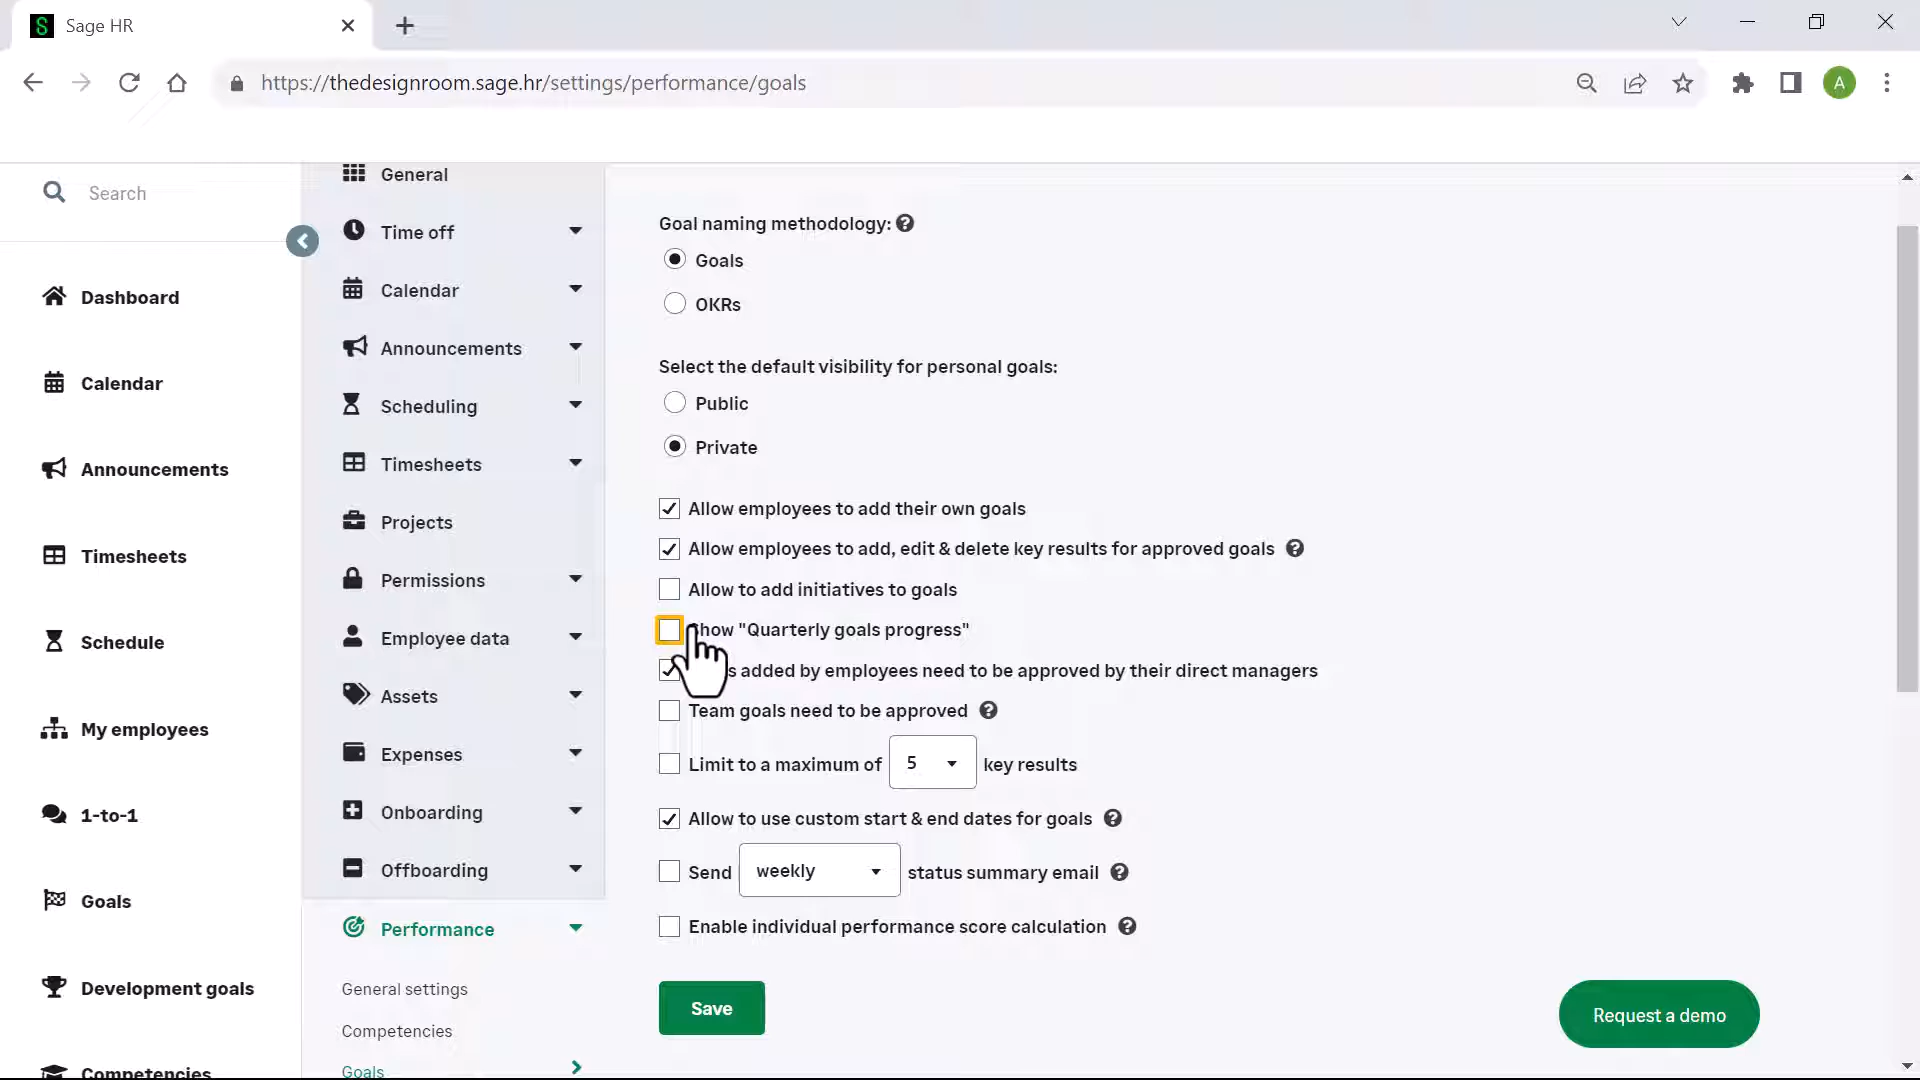 Sage HR
https://thedesignroom.sage.hr/settings/performance/goals
A
Search
Dashboard
Calendar
Announcements
Timesheets
Schedule
My employees
1-to-1
Goals
Development goals
Competencies
General
Time off
Calendar
Announcements
Scheduling
Timesheets
Projects
Permissions
Employee data
Assets
Expenses
Onboarding
Offboarding
Performance
General settings
Competencies
Goals
Goal naming methodology:
Goals
OKRs
Select the default visibility for personal goals:
Public
Private
Allow employees to add their own goals
Allow employees to add, edit & delete key results for approved goals
Allow to add initiatives to goals
Show "Quarterly goals progress"
added by employees need to be approved by their direct managers
Team goals need to be approved
Limit to a maximum of 5 key results
Allow to use custom start & end dates for goals
Send weekly status summary email
Enable individual performance score calculation
Save
Request a demo